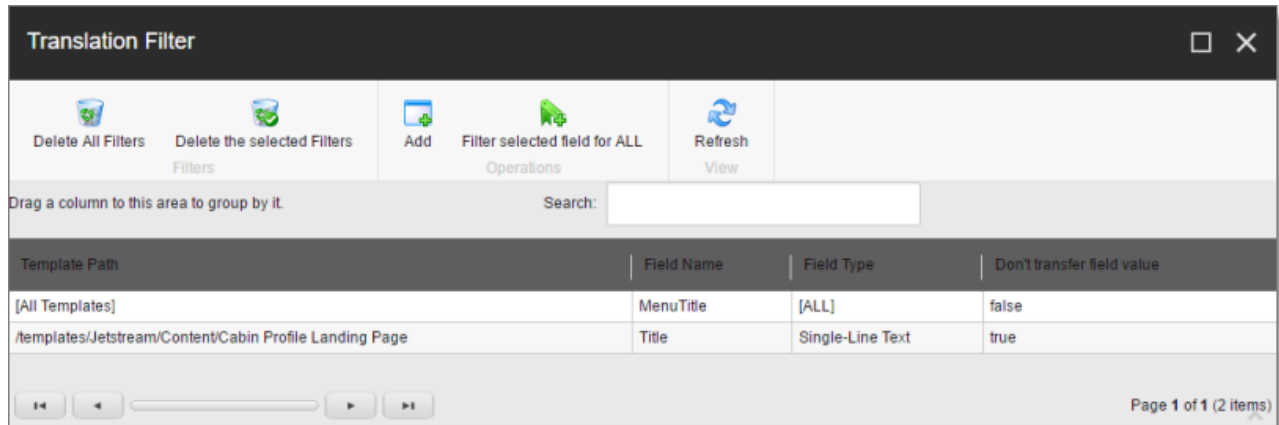 Translation Filter
Delete All Filters Delete the selected Filters Add Filter selected field for ALL Refresh
Filters Operations View
Drag a column to this area to group by it. Search:
Template Path Field Name Field Type Don't transfer field value
[All Templates] MenuTitle [ALL] false
/templates/Jetstream/Content/Cabin Profile Landing Page Title Single-Line Text true
Page 1 of 1 (2 items)